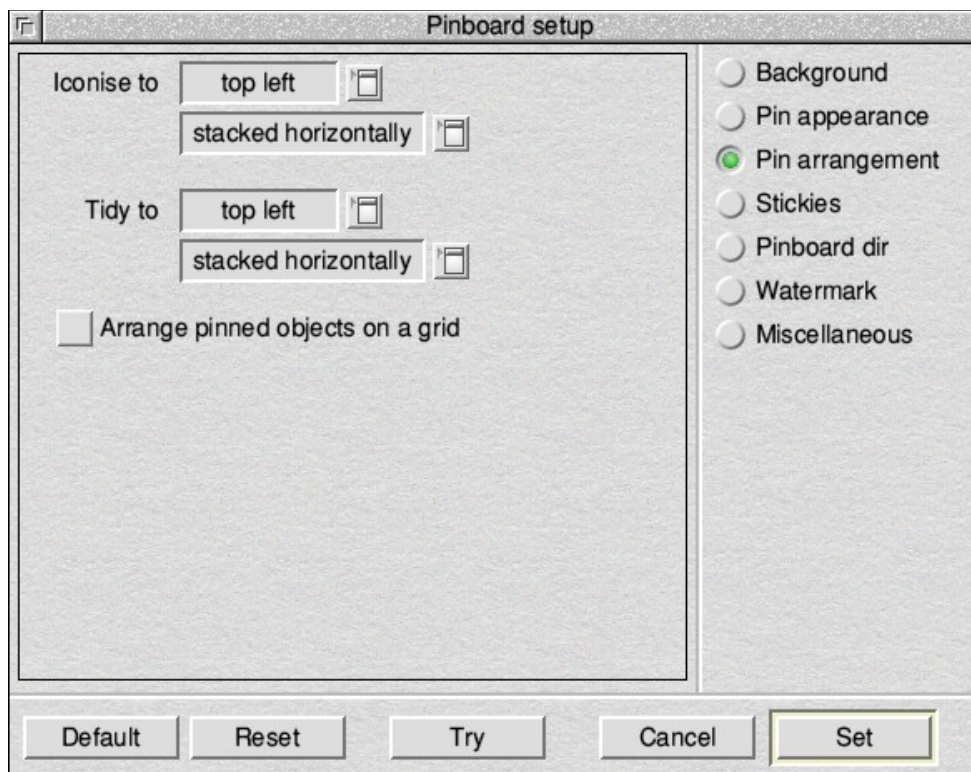 Pinboard setup
Iconise to top left
stacked horizontally
Tidy to top left
stacked horizontally
Arrange pinned objects on a grid
Background
Pin appearance
Pin arrangement
Stickies
Pinboard dir
Watermark
Miscellaneous
Default Reset Try Cancel Set